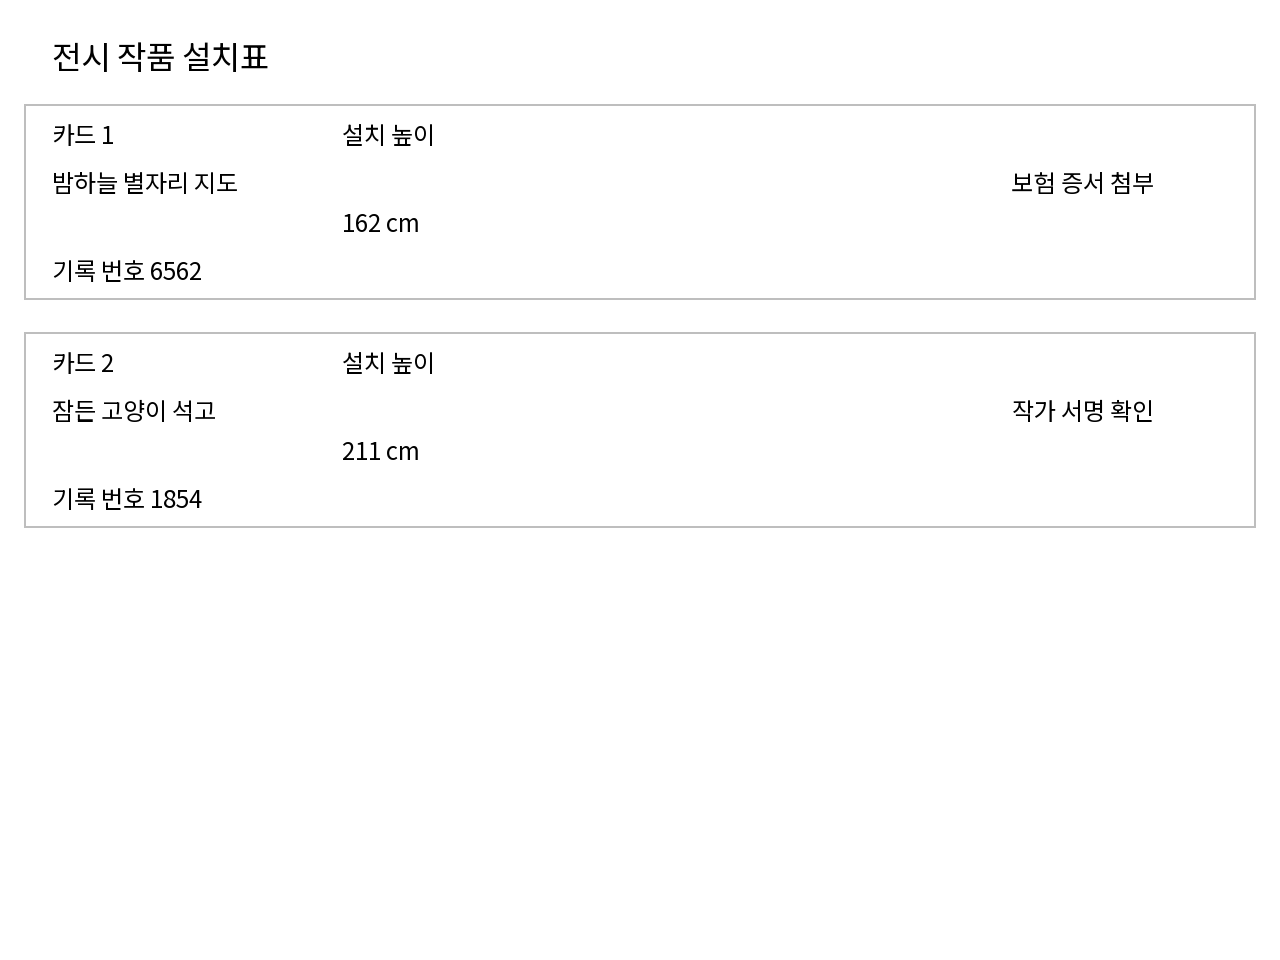 전시 작품 설치표
카드 1
설치 높이
밤하늘 별자리 지도
보험 증서 첨부
162 cm
기록 번호 6562
카드 2
설치 높이
잠든 고양이 석고
작가 서명 확인
211 cm
기록 번호 1854